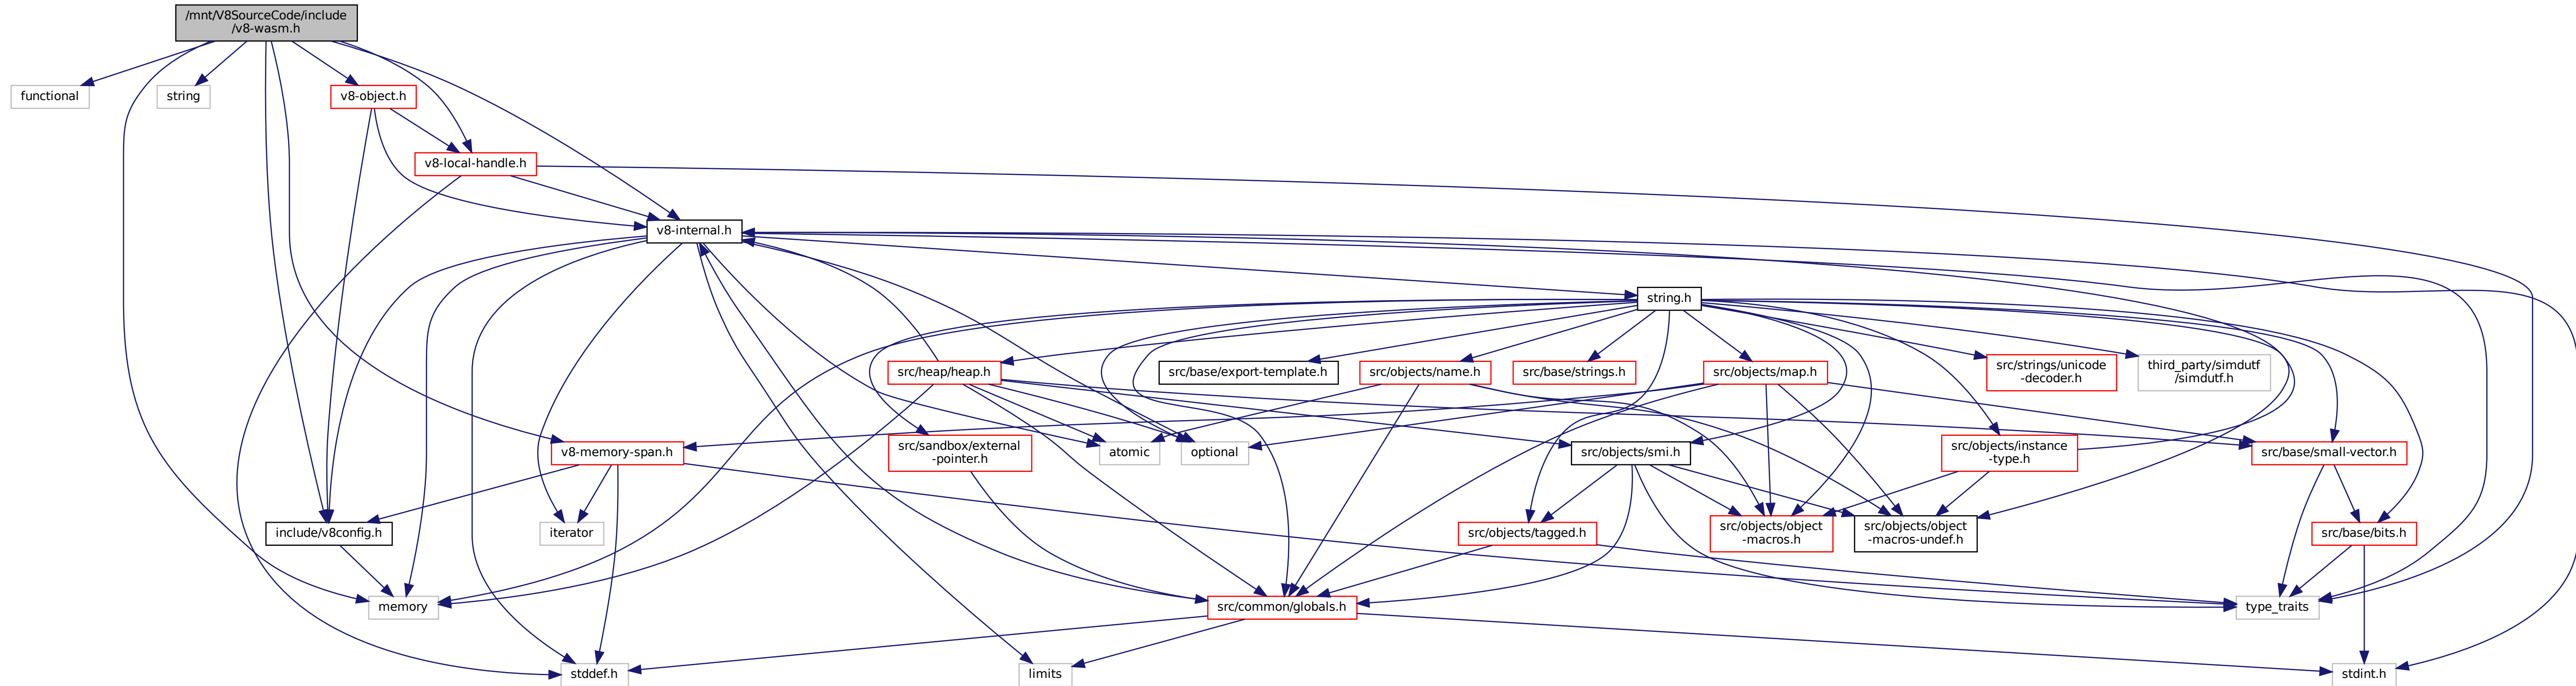 /mnt/V8SourceCode/include
/v8-wasm.h
functional
string
v8-object.h
v8-local-handle.h
v8-internal.h
string.h
src/heap/heap.h
src/base/export-template.h
src/objects/name.h
src/base/strings.h
src/objects/map.h
src/strings/unicode
-decoder.h
third_party/simdutf
/simdutf.h
v8-memory-span.h
src/sandbox/external
-pointer.h
atomic
optional
src/objects/smi.h
src/objects/instance
-type.h
src/base/small-vector.h
include/v8config.h
iterator
src/objects/tagged.h
src/objects/object
-macros.h
src/objects/object
-macros-undef.h
src/base/bits.h
memory
src/common/globals.h
type_traits
stddef.h
limits
stdint.h